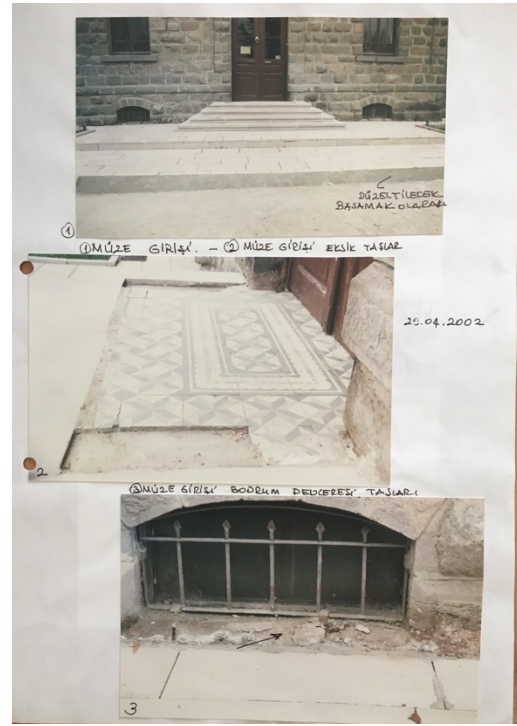 DÜZELTİLECEK
BASAMAK OLARAK
1
① MÜZE GİRİŞİ. – ② MÜZE GİRİŞİ EKSİK TAŞLAR
29.04.2002
2
③ MÜZE GİRİŞİ BODRUM PENCERESİ TAŞLARI
3